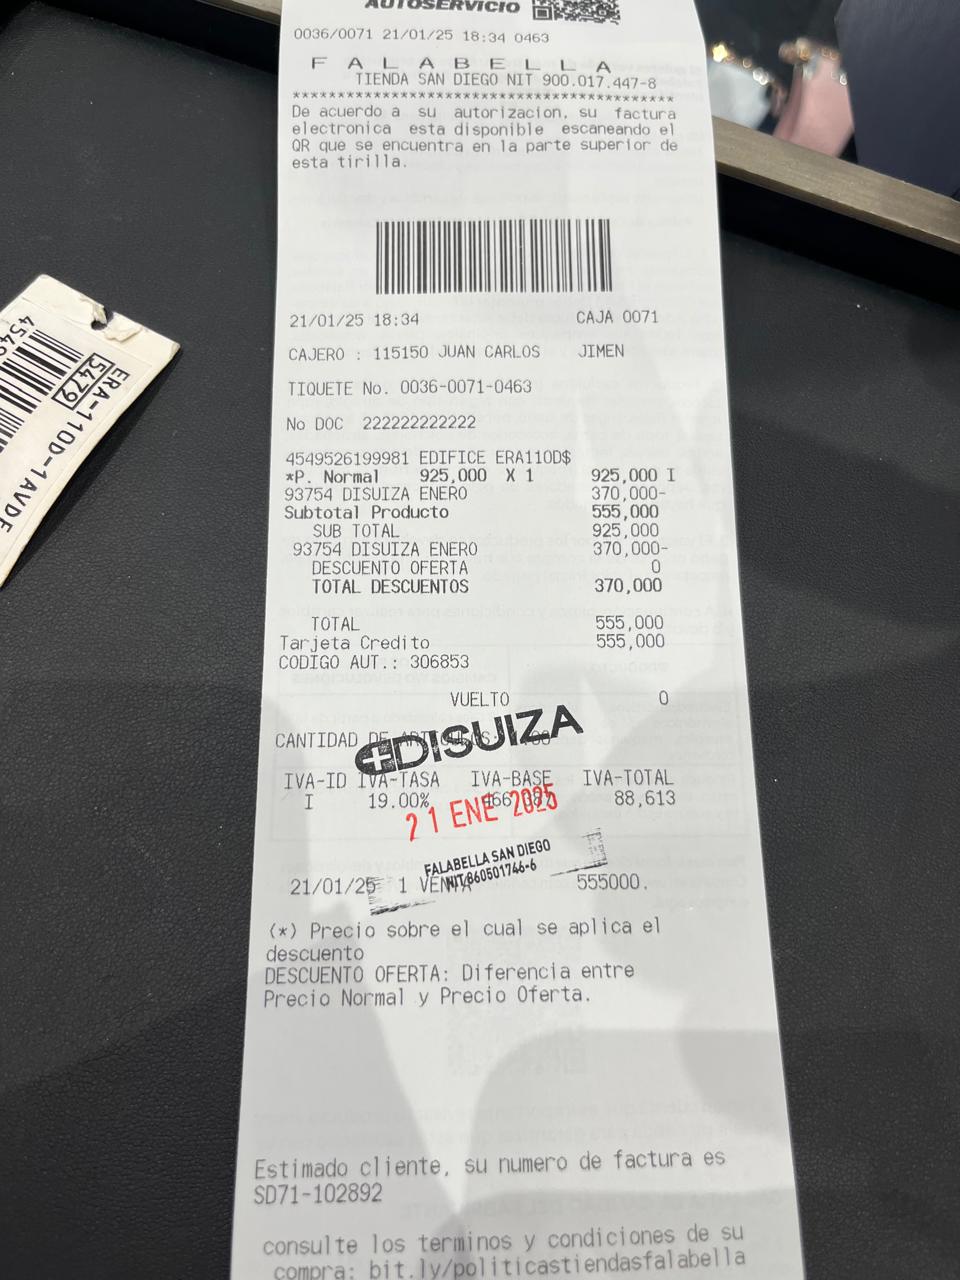 AUTOSERVICIO
0036/0071 21/01/25 18:34 0463
F A L A B E L L A
TIENDA SAN DIEGO NIT 900.017.447-8
****************************************
De acuerdo a su autorizacion, su factura
electronica esta disponible escaneando el
QR que se encuentra en la parte superior de
esta tirilla.
21/01/25 18:34 CAJA 0071
CAJERO : 115150 JUAN CARLOS JIMEN
TIQUETE No. 0036-0071-0463
No DOC 222222222222
4549526199981 EDIFICE ERA110D$
*P. Normal 925,000 X 1 925,000 I
93754 DISUIZA ENERO 370,000-
Subtotal Producto 555,000
SUB TOTAL 925,000
93754 DISUIZA ENERO 370,000-
DESCUENTO OFERTA 0
TOTAL DESCUENTOS 370,000
TOTAL 555,000
Tarjeta Credito 555,000
CODIGO AUT.: 306853
VUELTO 0
CANTIDAD DE
DISUIZA
IVA-ID IVA-TASA IVA-BASE IVA-TOTAL
I 19.00% 88,613
21 ENE 2025
FALABELLA SAN DIEGO
NIT 860501746-6
21/01/25 1 VENTA 555000.
(*) Precio sobre el cual se aplica el
descuento
DESCUENTO OFERTA: Diferencia entre
Precio Normal y Precio Oferta.
Estimado cliente, su numero de factura es
SD71-102892
consulte los terminos y condiciones de su
compra: bit.ly/politicastiendasfalabella
ERA-110D-1AVDF
5479